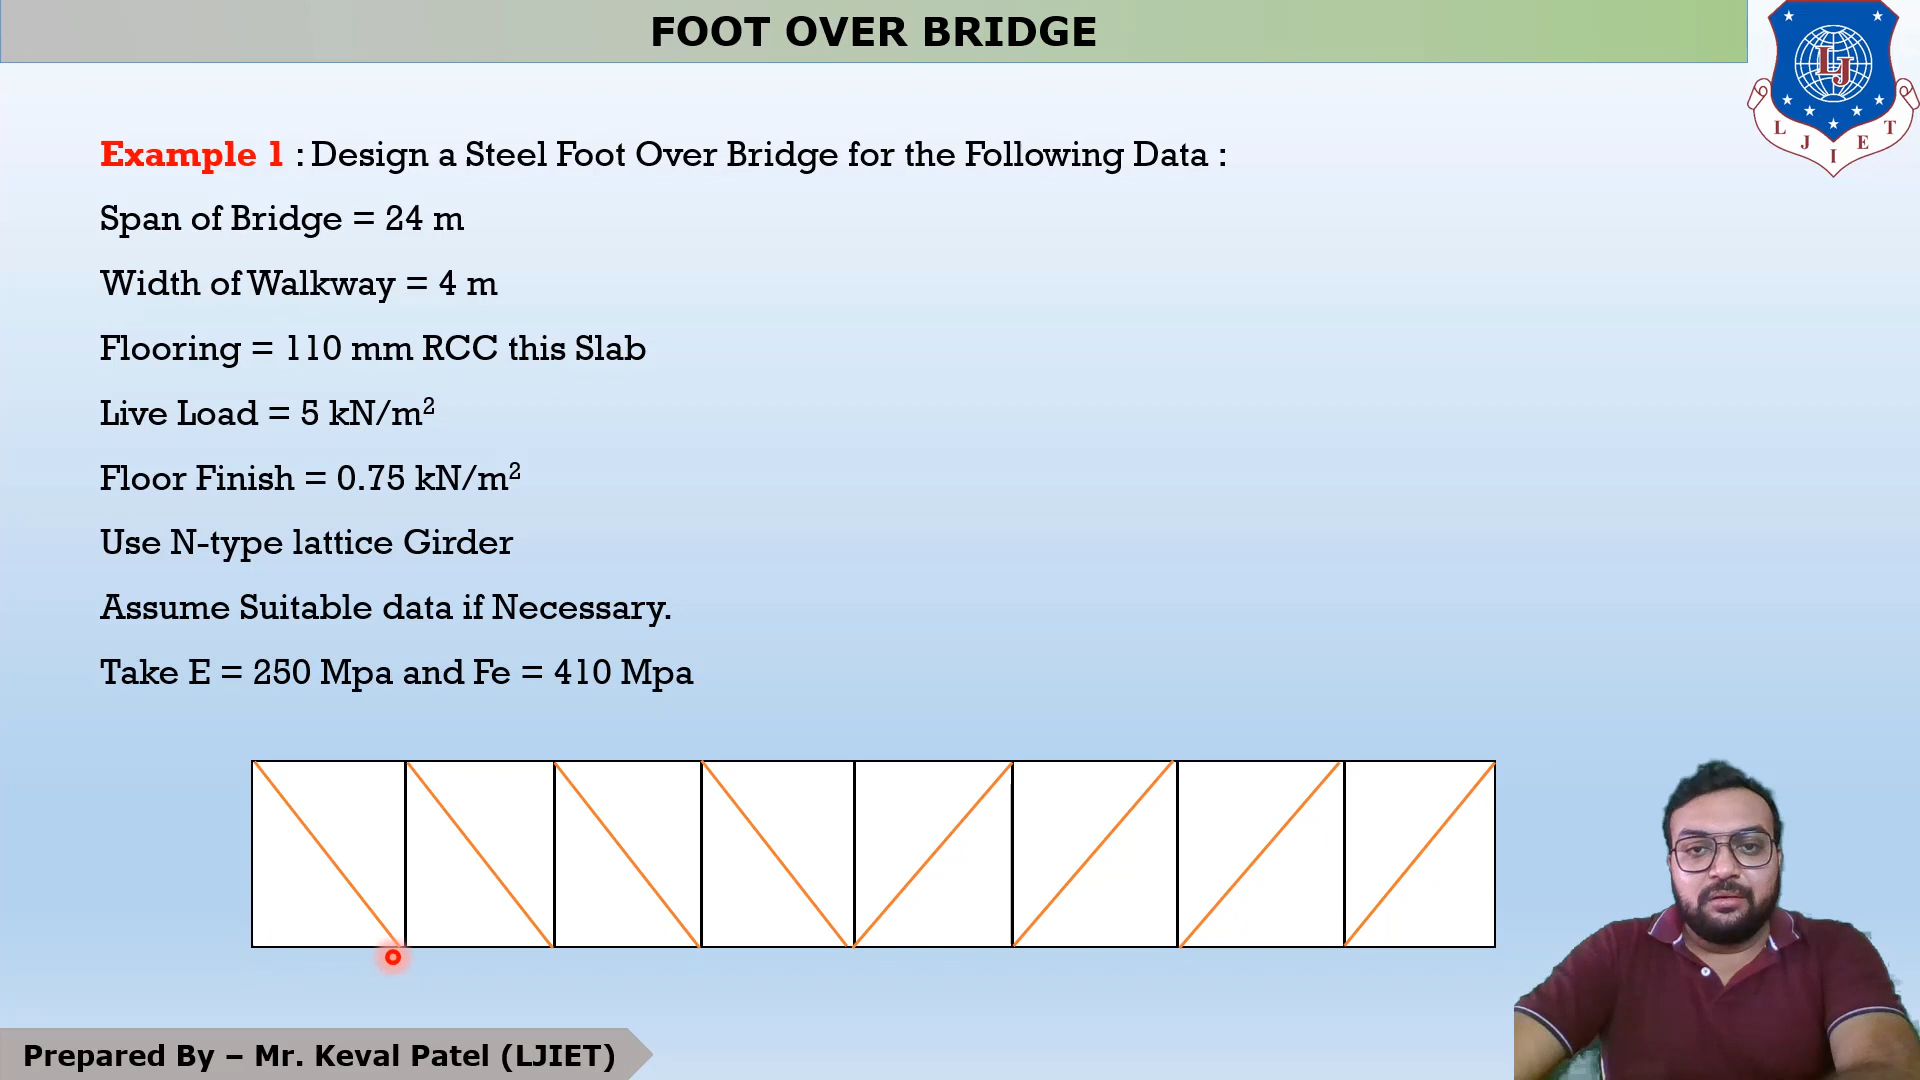 FOOT OVER BRIDGE
LJ
L J I E T
Example 1 : Design a Steel Foot Over Bridge for the Following Data :
Span of Bridge = 24 m
Width of Walkway = 4 m
Flooring = 110 mm RCC this Slab
Live Load = 5 kN/m²
Floor Finish = 0.75 kN/m²
Use N-type lattice Girder
Assume Suitable data if Necessary.
Take E = 250 Mpa and Fe = 410 Mpa
Prepared By – Mr. Keval Patel (LJIET)